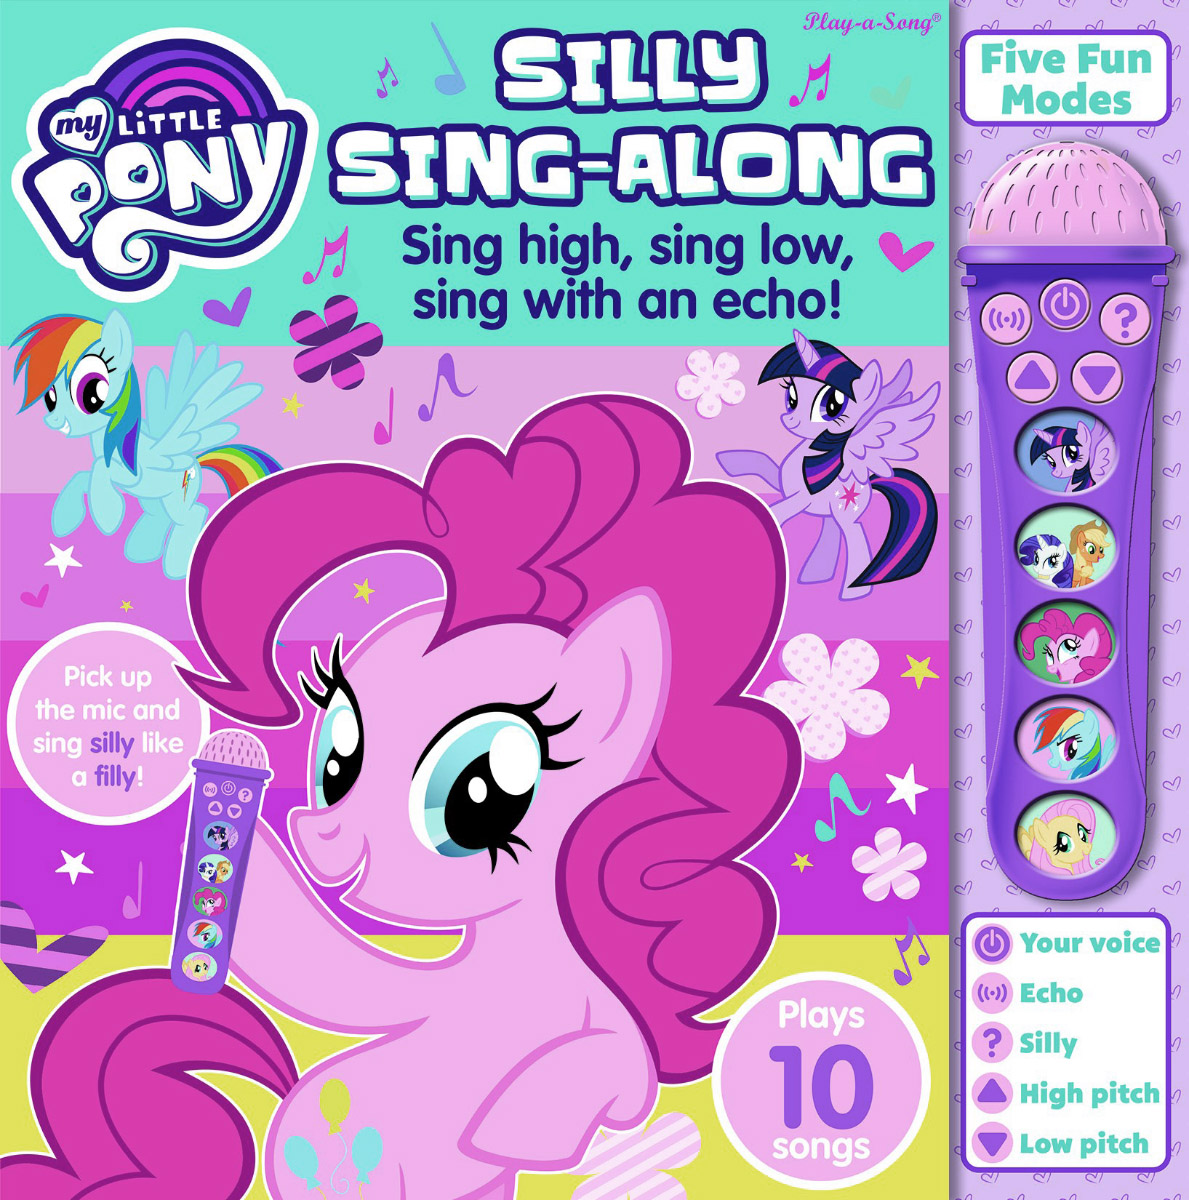 Play-a-Song®
my LiTTLE
PONY
SILLY
SING-ALONG
Sing high, sing low,
sing with an echo!
Pick up
the mic and
sing silly like
a filly!
Plays
10
songs
Five Fun
Modes
?
Your voice
Echo
? Silly
High pitch
Low pitch